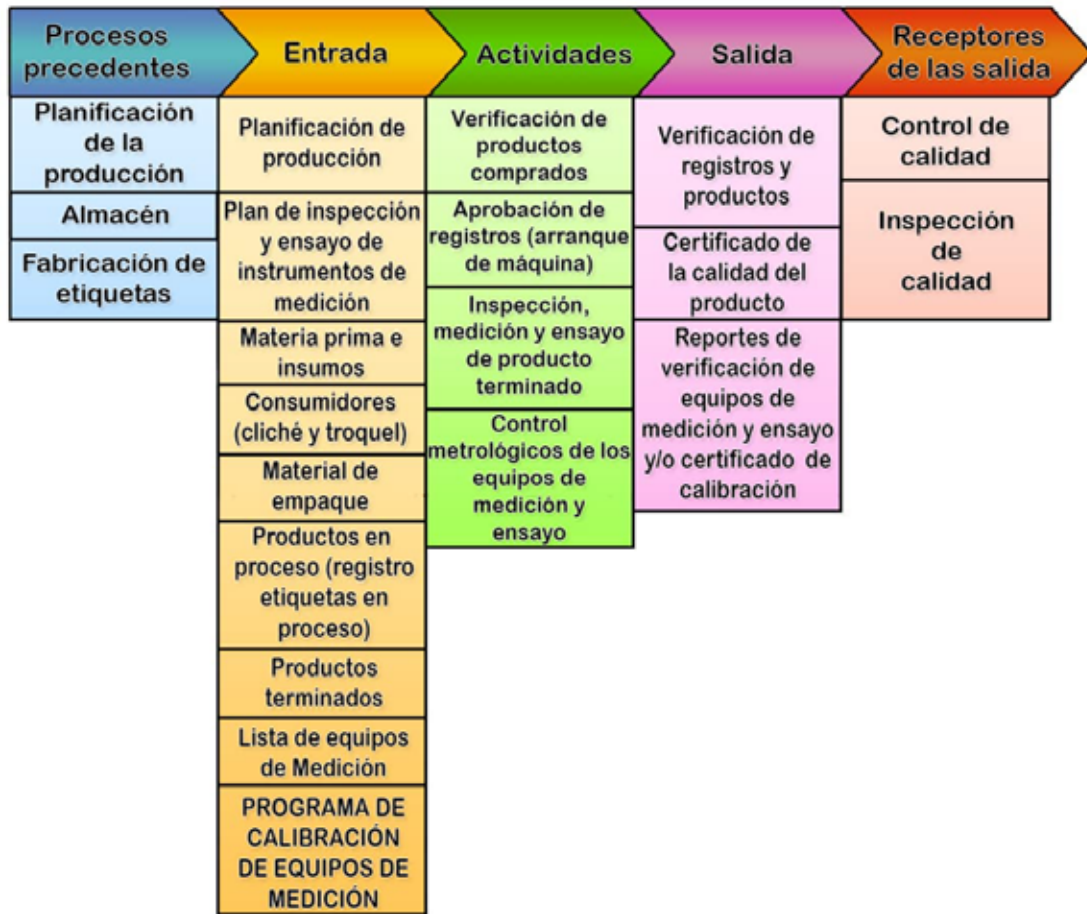 Procesos
precedentes
Entrada
Actividades
Salida
Receptores
de las salida
Planificación
de la
producción
Almacén
Fabricación de
etiquetas
Planificación de
producción
Plan de inspección
y ensayo de
instrumentos de
medición
Materia prima e
insumos
Consumidores
(cliché y troquel)
Material de
empaque
Productos en
proceso (registro
etiquetas en
proceso)
Productos
terminados
Lista de equipos
de Medición
PROGRAMA DE
CALIBRACIÓN
DE EQUIPOS DE
MEDICIÓN
Verificación de
productos
comprados
Aprobación de
registros (arranque
de máquina)
Inspección,
medición y ensayo
de producto
terminado
Control
metrológicos de los
equipos de
medición y
ensayo
Verificación de
registros y
productos
Certificado de
la calidad del
producto
Reportes de
verificación de
equipos de
medición y ensayo
y/o certificado de
calibración
Control de
calidad
Inspección
de
calidad